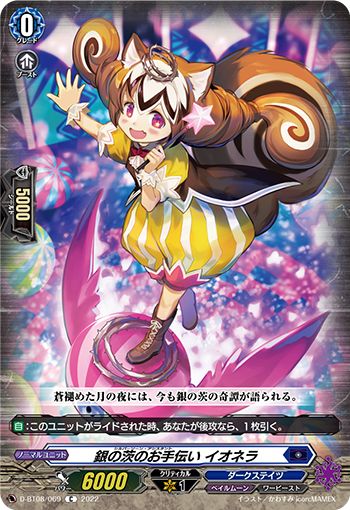 0
グレード
ブースト
5000
シールド
蒼褪めた月の夜には、今も銀の茨の奇譚が語られる。
自:このユニットがライドされた時、あなたが後攻なら、1枚引く。
ノーマルユニット
銀の茨のお手伝い イオネラ
パワー
6000
クリティカル
1
ダークステイツ
ペイルムーン / ワービースト
D-BT08/069 C 2022
イラスト/かわすみ icon:MAMEX